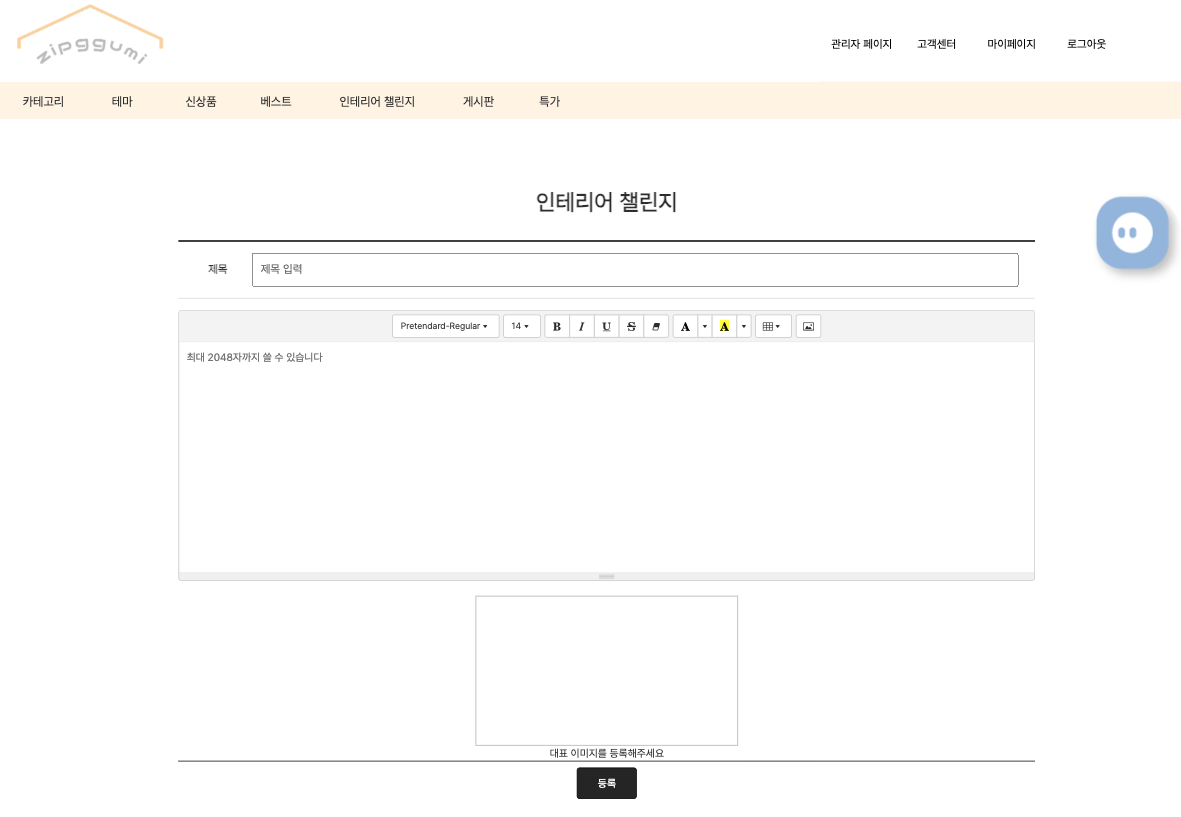 zipggumi
관리자 페이지 고객센터 마이페이지 로그아웃
카테고리 테마 신상품 베스트 인테리어 챌린지 게시판 특가
인테리어 챌린지
제목 제목 입력
Pretendard-Regular 14 B I U S A A
최대 2048자까지 쓸 수 있습니다
대표 이미지를 등록해주세요
등록